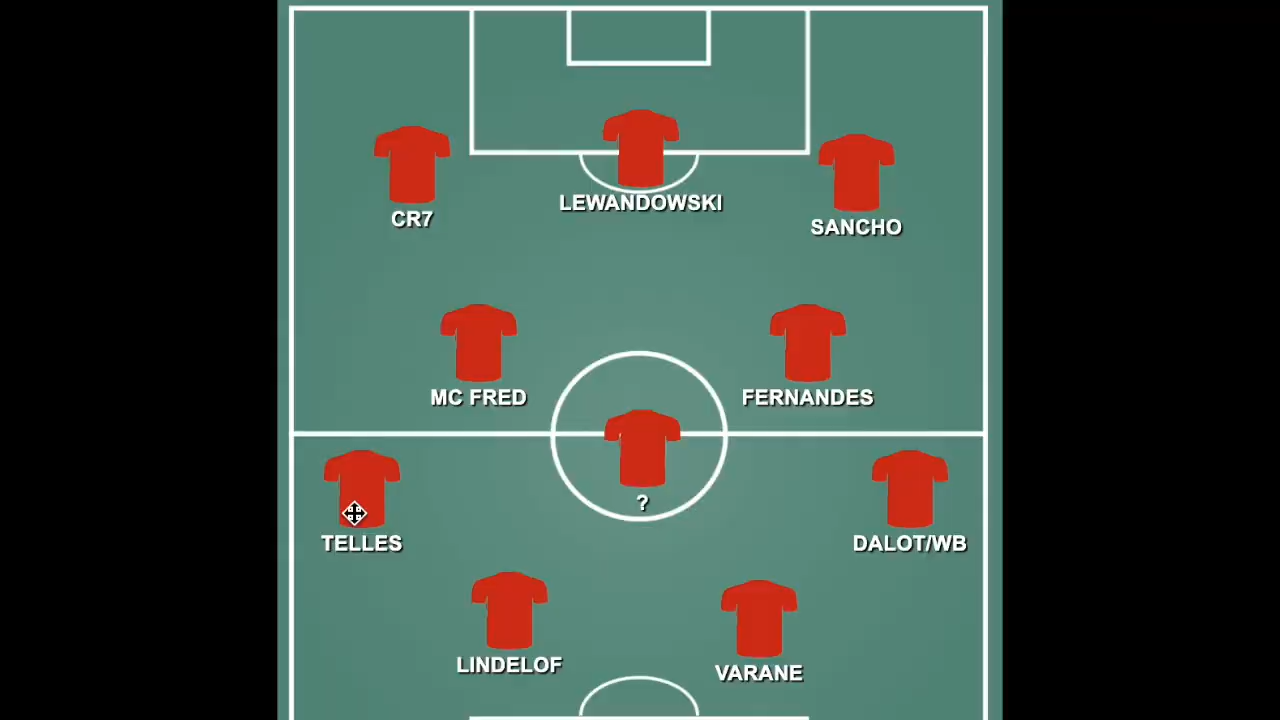 CR7
LEWANDOWSKI
SANCHO
MC FRED
FERNANDES
?
TELLES
DALOT/WB
LINDELOF
VARANE